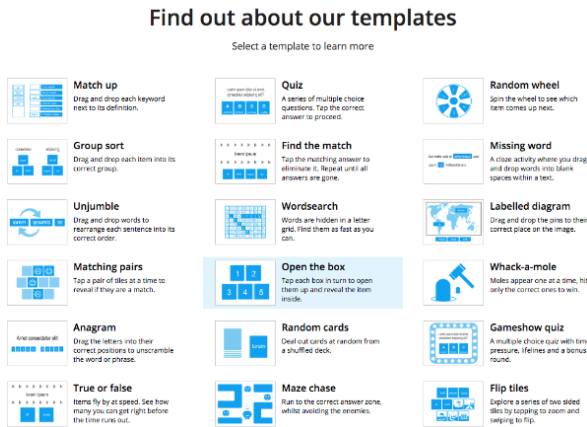 Find out about our templates
Select a template to learn more
Match up
Drag and drop each keyword
next to its definition.
Quiz
A series of multiple choice
questions. Tap the correct
answer to proceed.
Random wheel
Spin the wheel to see which
item comes up next.
Group sort
Drag and drop each item into its
correct group.
Find the match
Tap the matching answer to
eliminate it. Repeat until all
answers are gone.
Missing word
A cloze activity where you drag
and drop words into blank
spaces within a text.
Unjumble
Drag and drop words to
rearrange each sentence into its
correct order.
Wordsearch
Words are hidden in a letter
grid. Find them as fast as you
can.
Labelled diagram
Drag and drop the pins to their
correct place on the image.
Matching pairs
Tap a pair of tiles at a time to
reveal if they are a match.
1 2
3 4 5
Open the box
Tap each box in turn to open
them up and reveal the item
inside.
Whack-a-mole
Moles appear one at a time, hit
only the correct ones to win.
Anagram
Drag the letters into their
correct positions to unscramble
the word or phrase.
Random cards
Deal out cards at random from
a shuffled deck.
Gameshow quiz
A multiple choice quiz with time
pressure, lifelines and a bonus
round.
True or false
Items fly by at speed. See how
many you can get right before
the time runs out.
Maze chase
Run to the correct answer zone,
whilst avoiding the enemies.
Flip tiles
Explore a series of two sided
tiles by tapping to zoom and
swiping to flip.